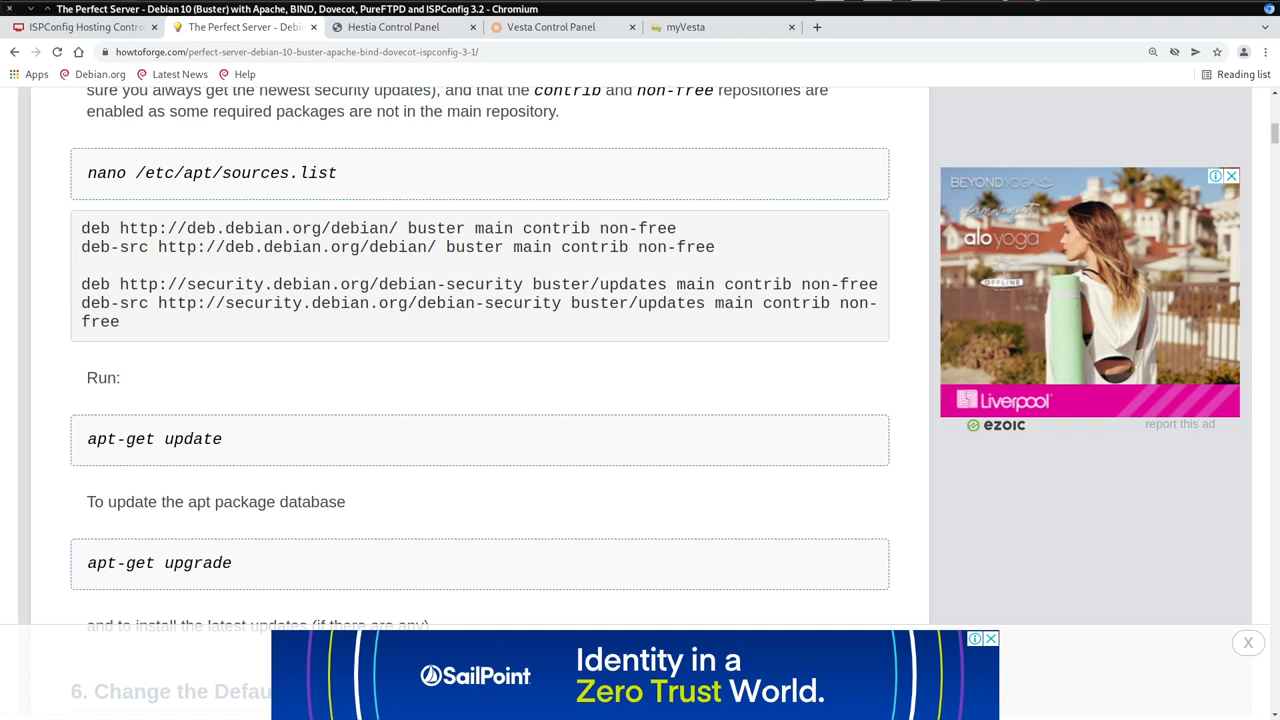 The Perfect Server - Debian 10 (Buster) with Apache, BIND, Dovecot, PureFTPD and ISPConfig 3.2 - Chromium
ISPConfig Hosting Contro
The Perfect Server - Debia
Hestia Control Panel
Vesta Control Panel
myVesta
howtoforge.com/perfect-server-debian-10-buster-apache-bind-dovecot-ispconfig-3-1/
Apps
Debian.org
Latest News
Help
Reading list
sure you always get the newest security updates), and that the contrib and non-free repositories are
enabled as some required packages are not in the main repository.
nano /etc/apt/sources.list
deb http://deb.debian.org/debian/ buster main contrib non-free
deb-src http://deb.debian.org/debian/ buster main contrib non-free
deb http://security.debian.org/debian-security buster/updates main contrib non-free
deb-src http://security.debian.org/debian-security buster/updates main contrib non-
free
Run:
apt-get update
To update the apt package database
apt-get upgrade
and to install the latest updates (if there are any)
6. Change the Defau
BEYOND YOGA
alo yoga
OFFLINE
Liverpool
ezoic
report this ad
SailPoint
Identity in a
Zero Trust World.
X